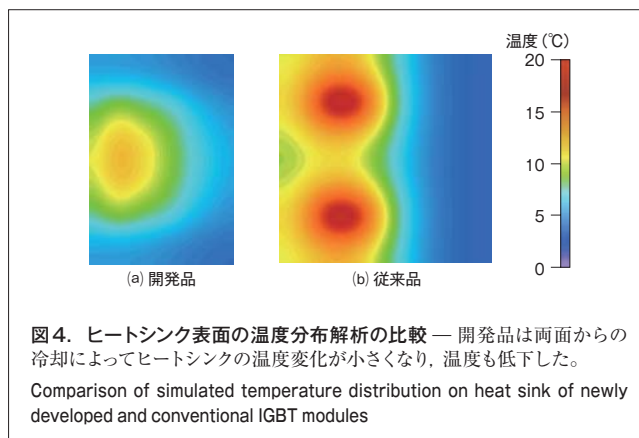 温度(℃)
20
15
10
5
0
(a) 開発品
(b) 従来品
図4. ヒートシンク表面の温度分布解析の比較 — 開発品は両面からの
冷却によってヒートシンクの温度変化が小さくなり,温度も低下した。
Comparison of simulated temperature distribution on heat sink of newly
developed and conventional IGBT modules